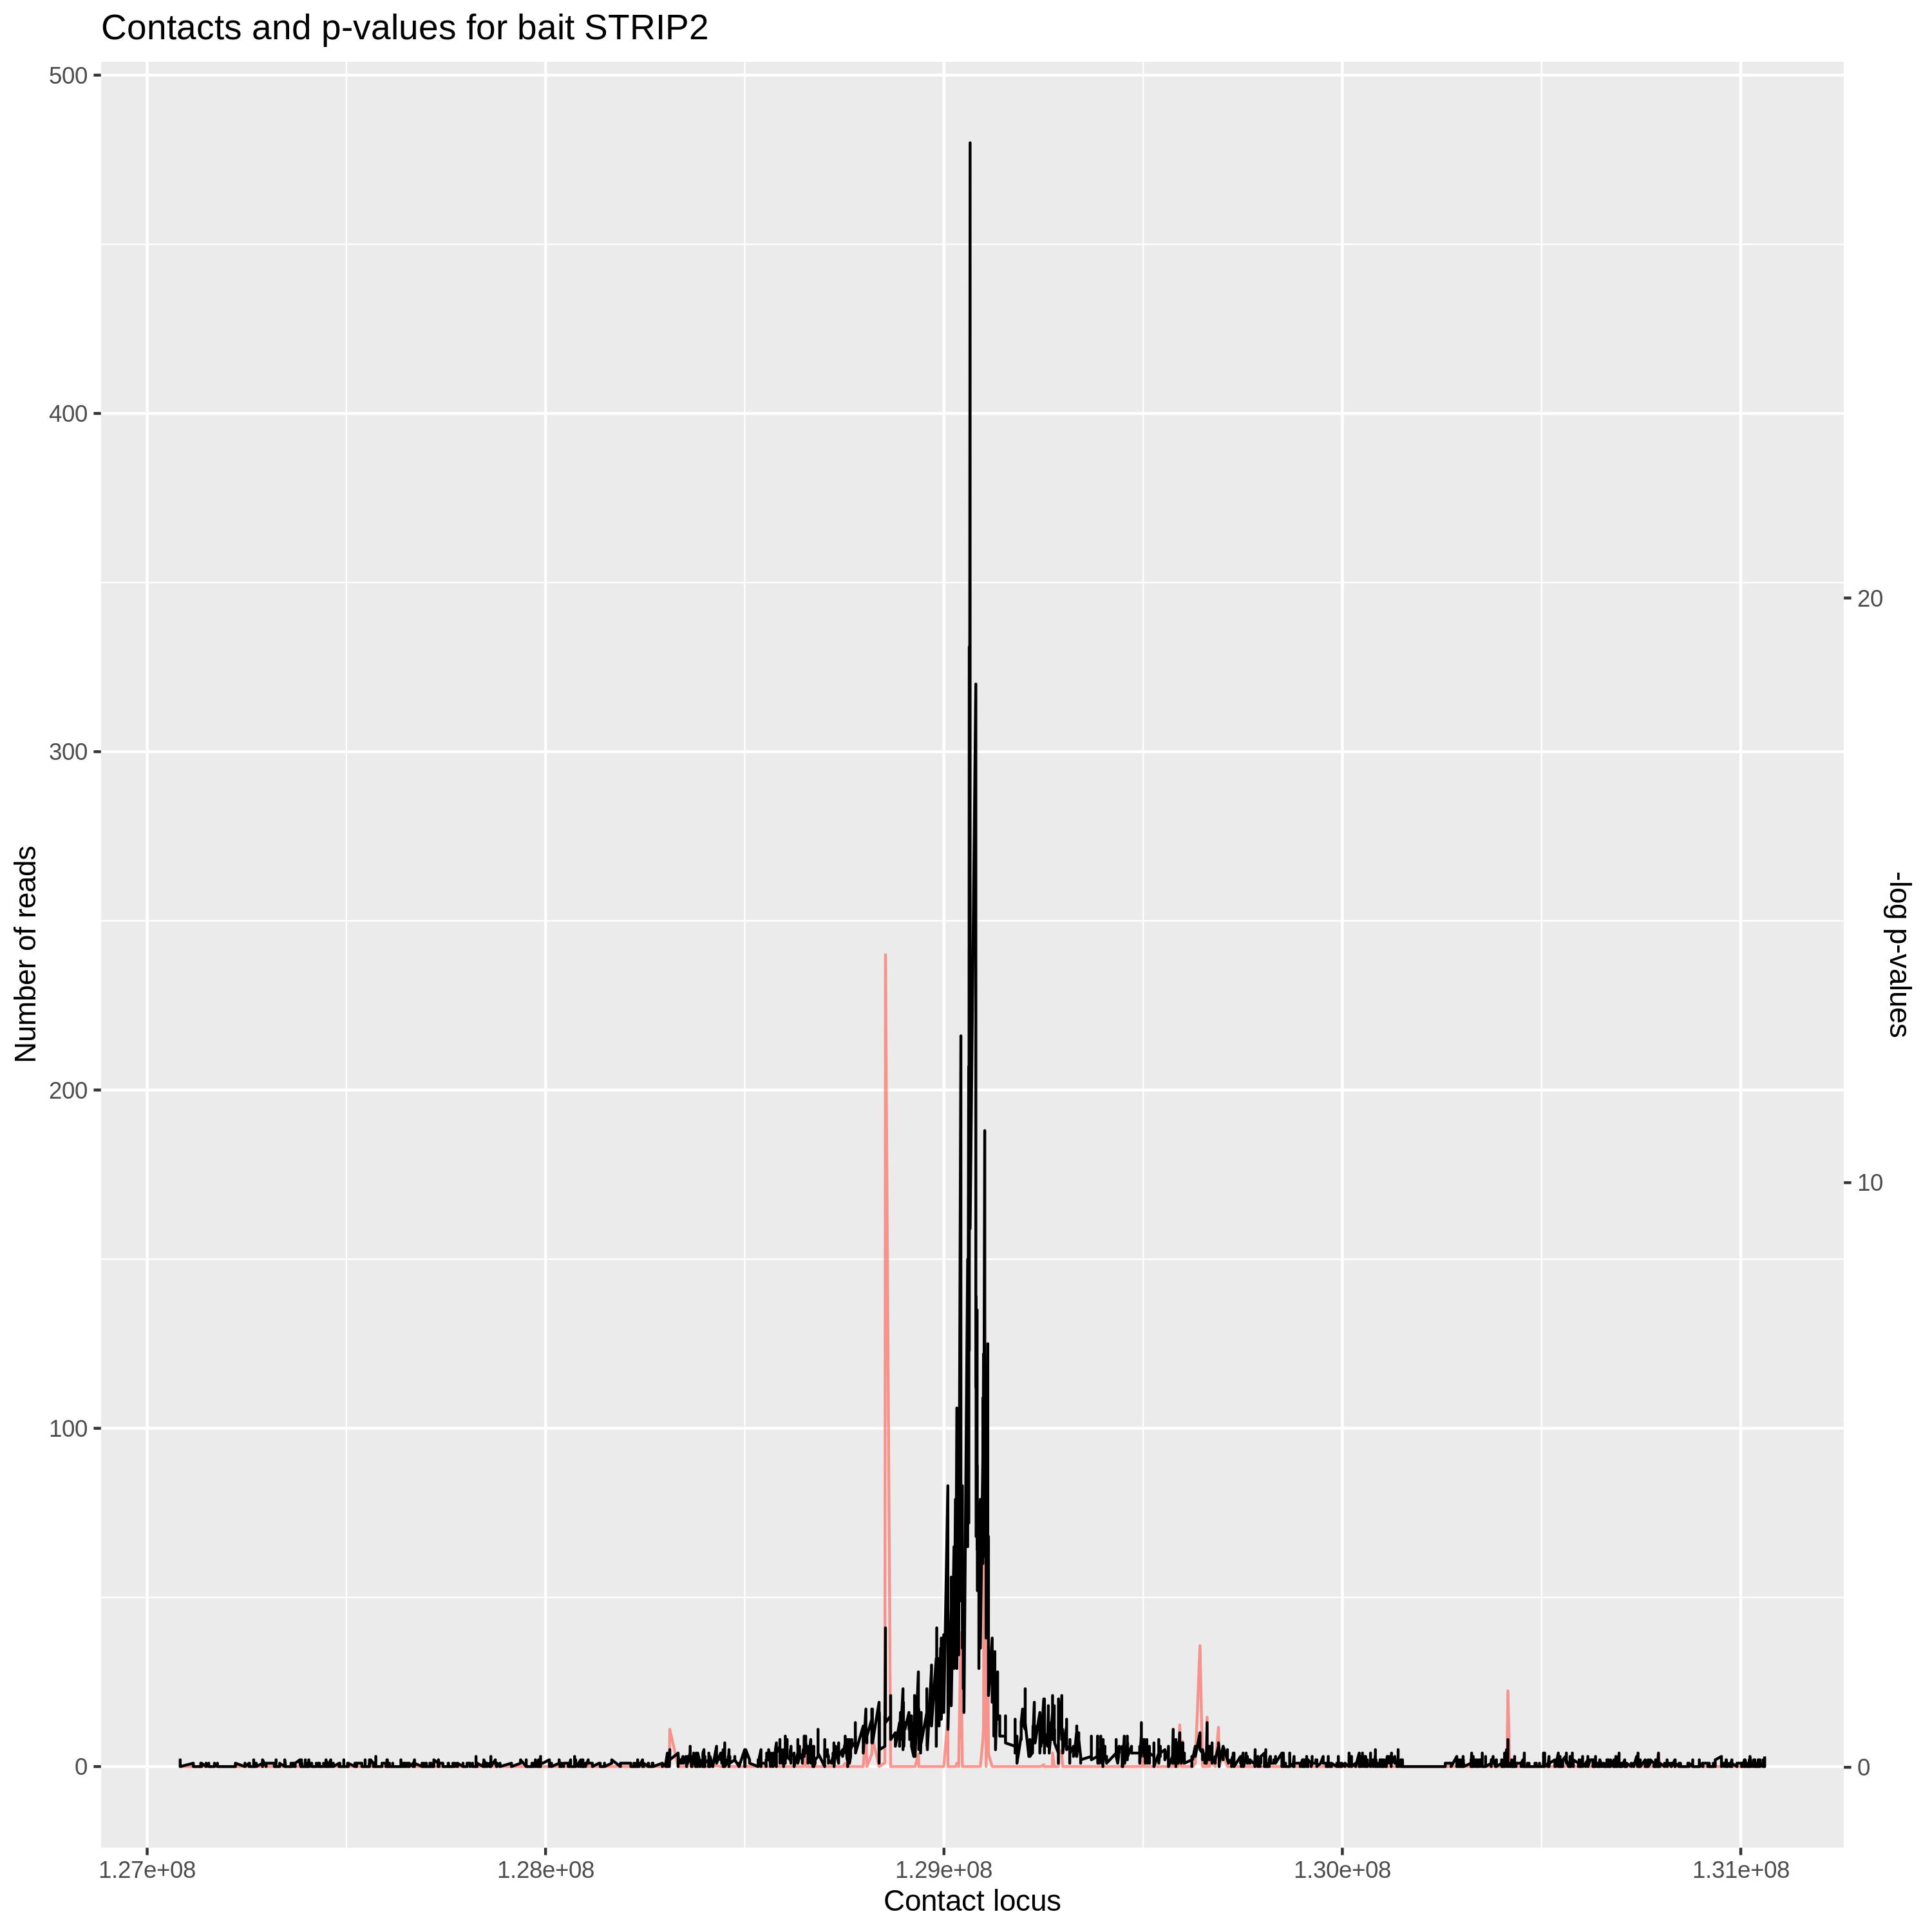 Contacts and p-values for bait STRIP2
500
400
300
200
100
0
Number of reads
20
10
0
-log p-values
1.27e+08
1.28e+08
1.29e+08
1.30e+08
1.31e+08
Contact locus